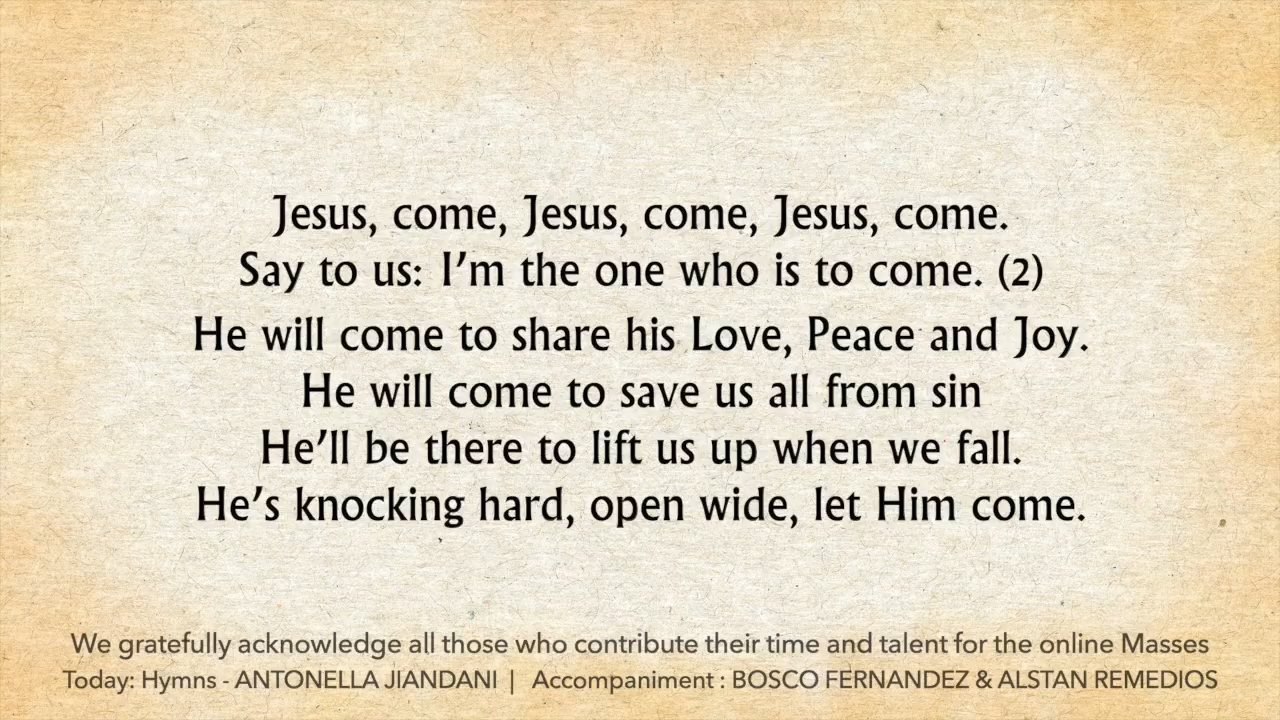 Jesus, come, Jesus, come, Jesus, come.
Say to us: I’m the one who is to come. (2)
He will come to share his Love, Peace and Joy.
He will come to save us all from sin
He’ll be there to lift us up when we fall.
He’s knocking hard, open wide, let Him come.
We gratefully acknowledge all those who contribute their time and talent for the online Masses
Today: Hymns - ANTONELLA JIANDANI | Accompaniment : BOSCO FERNANDEZ & ALSTAN REMEDIOS